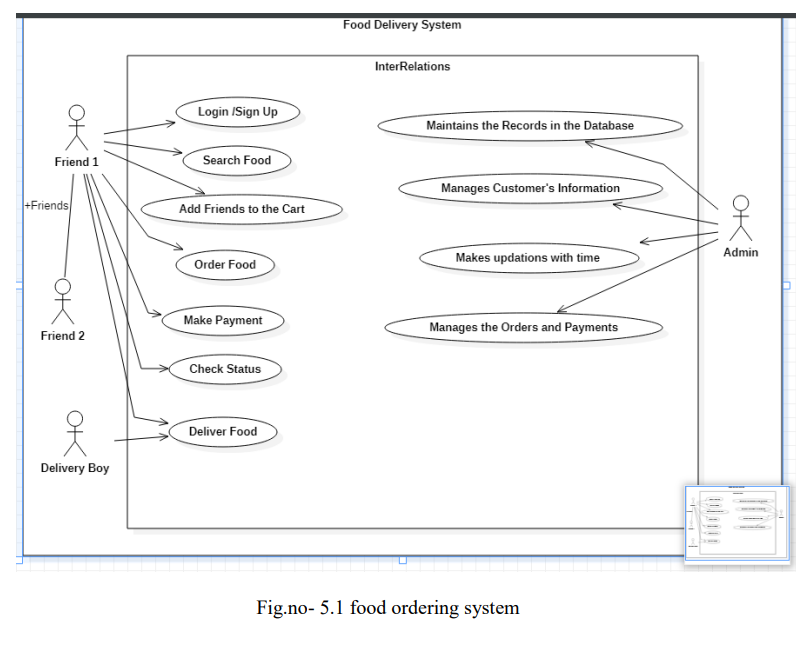 Food Delivery System
InterRelations
Login /Sign Up
Maintains the Records in the Database
Search Food
Friend 1
Manages Customer's Information
+Friends
Add Friends to the Cart
Admin
Order Food
Makes updations with time
Make Payment
Manages the Orders and Payments
Friend 2
Check Status
Deliver Food
Delivery Boy
Fig.no- 5.1 food ordering system